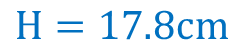 H = 17.8cm